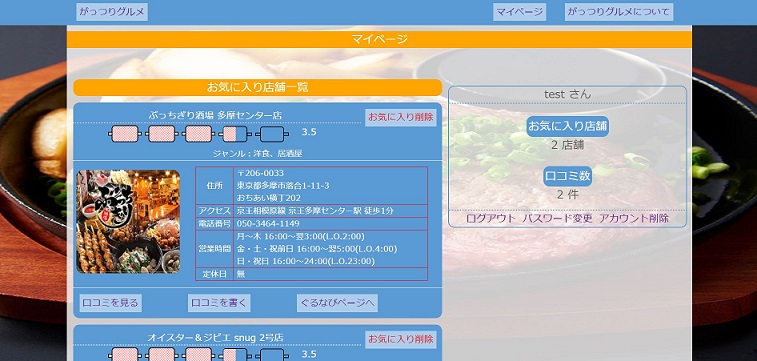 がっつりグルメ
マイページ
がっつりグルメについて
マイページ
お気に入り店舗一覧
ぶっちぎり酒場 多摩センター店
お気に入り削除
3.5
ジャンル：洋食、居酒屋
住所
〒206-0033
東京都多摩市落合1-11-3
おちあい横丁202
アクセス 京王相模原線 京王多摩センター駅 徒歩1分
電話番号 050-3464-1149
営業時間
月～木 16:00～翌3:00(L.O.2:00)
金・土・祝前日 16:00～翌5:00(L.O.4:00)
日・祝日 16:00～24:00(L.O.23:00)
定休日 無
口コミを見る
口コミを書く
ぐるなびページへ
オイスター＆ジビエ snug 2号店
お気に入り削除
3.5
test さん
お気に入り店舗
2 店舗
口コミ数
2 件
ログアウト パスワード変更 アカウント削除